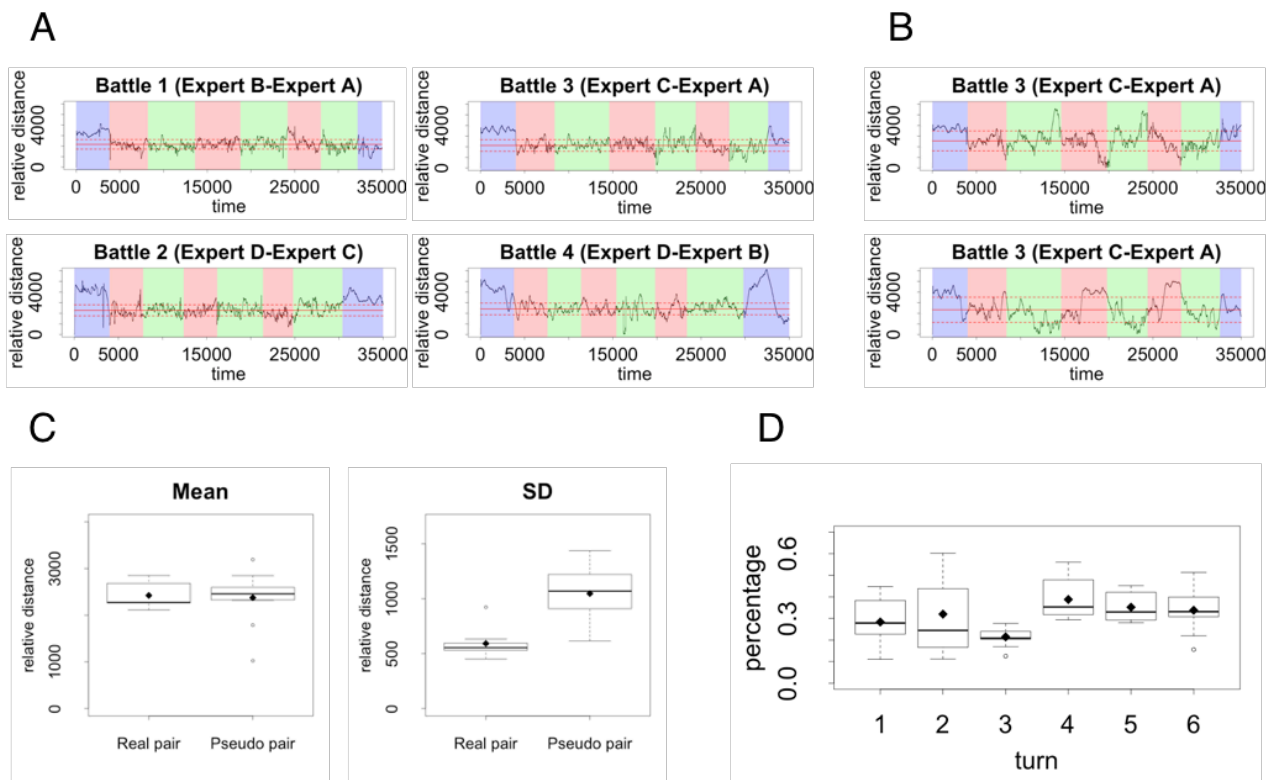 A
B
Battle 1 (Expert B-Expert A)
relative distance
0 4000
0 5000 15000 25000 35000
time
Battle 3 (Expert C-Expert A)
relative distance
0 4000
0 5000 15000 25000 35000
time
Battle 3 (Expert C-Expert A)
relative distance
0 4000
0 5000 15000 25000 35000
time
Battle 2 (Expert D-Expert C)
relative distance
0 4000
0 5000 15000 25000 35000
time
Battle 4 (Expert D-Expert B)
relative distance
0 4000
0 5000 15000 25000 35000
time
Battle 3 (Expert C-Expert A)
relative distance
0 4000
0 5000 15000 25000 35000
time
C
D
Mean
relative distance
0 1000 3000
Real pair Pseudo pair
SD
relative distance
0 500 1000 1500
Real pair Pseudo pair
percentage
0.0 0.3 0.6
1 2 3 4 5 6
turn